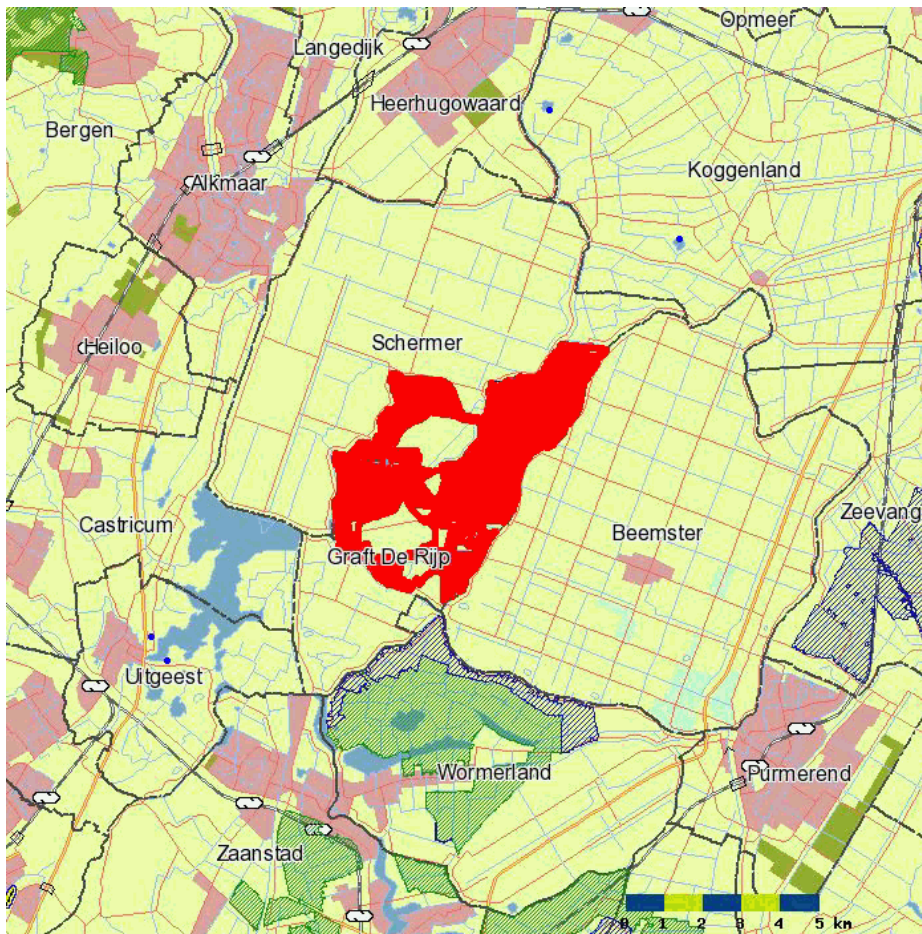 Opmeer
Langedijk
Heerhugowaard
Bergen
Koggenland
Alkmaar
Schermer
Heiloo
Castricum
Zeevang
Beemster
Graft De Rijp
Uitgeest
Wormerland
Purmerend
Zaanstad
0 1 2 3 4 5 km